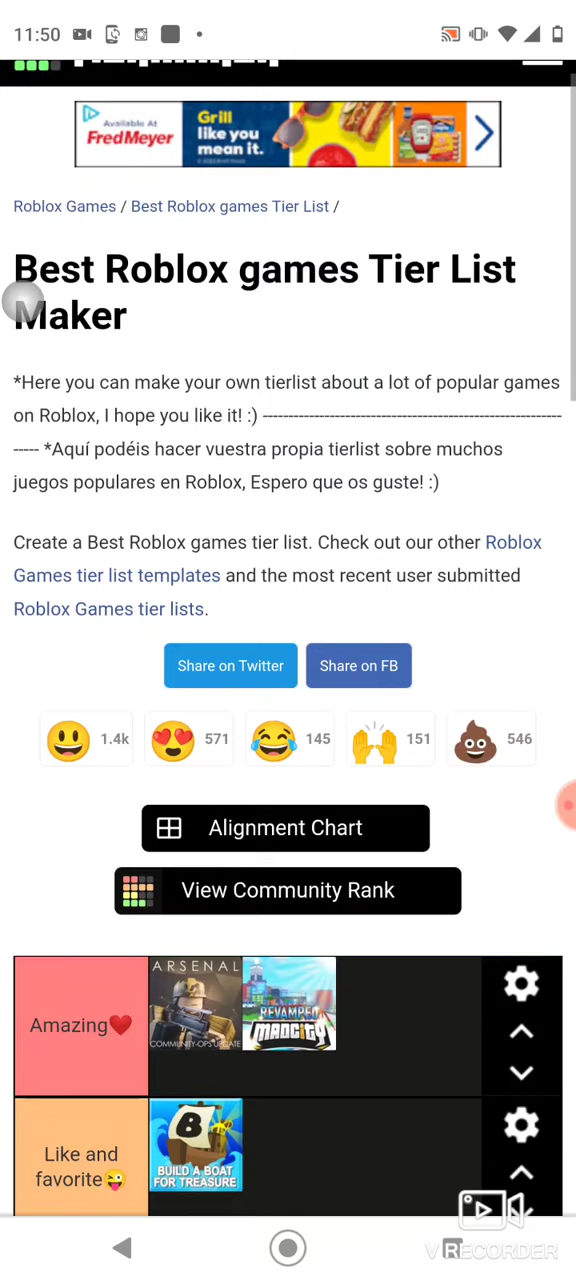 11:50
Available At
FredMeyer
Grill
like you
mean it.
Roblox Games / Best Roblox games Tier List /
Best Roblox games Tier List
Maker
*Here you can make your own tierlist about a lot of popular games
on Roblox, I hope you like it! :) -----------------------------------------------------------
----- *Aquí podéis hacer vuestra propia tierlist sobre muchos
juegos populares en Roblox, Espero que os guste! :)
Create a Best Roblox games tier list. Check out our other Roblox
Games tier list templates and the most recent user submitted
Roblox Games tier lists.
Share on Twitter Share on FB
1.4k 571 145 151 546
Alignment Chart
View Community Rank
Amazing❤️
ARSENAL
COMMUNITY-OPS UPDATE
REVAMPED
MADCITY
Like and
favorite😜
B
BUILD A BOAT
FOR TREASURE
VRECORDER